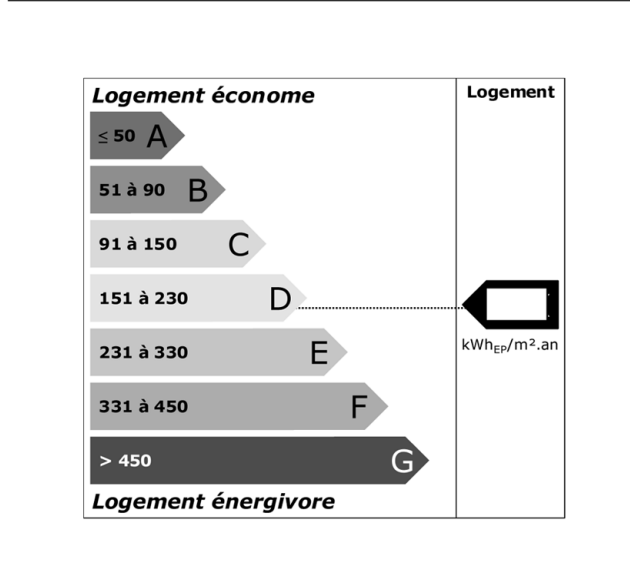 Logement économe
Logement
≤ 50 A
51 à 90 B
91 à 150 C
151 à 230 D
231 à 330 E
kWhEP/m².an
331 à 450 F
> 450 G
Logement énergivore